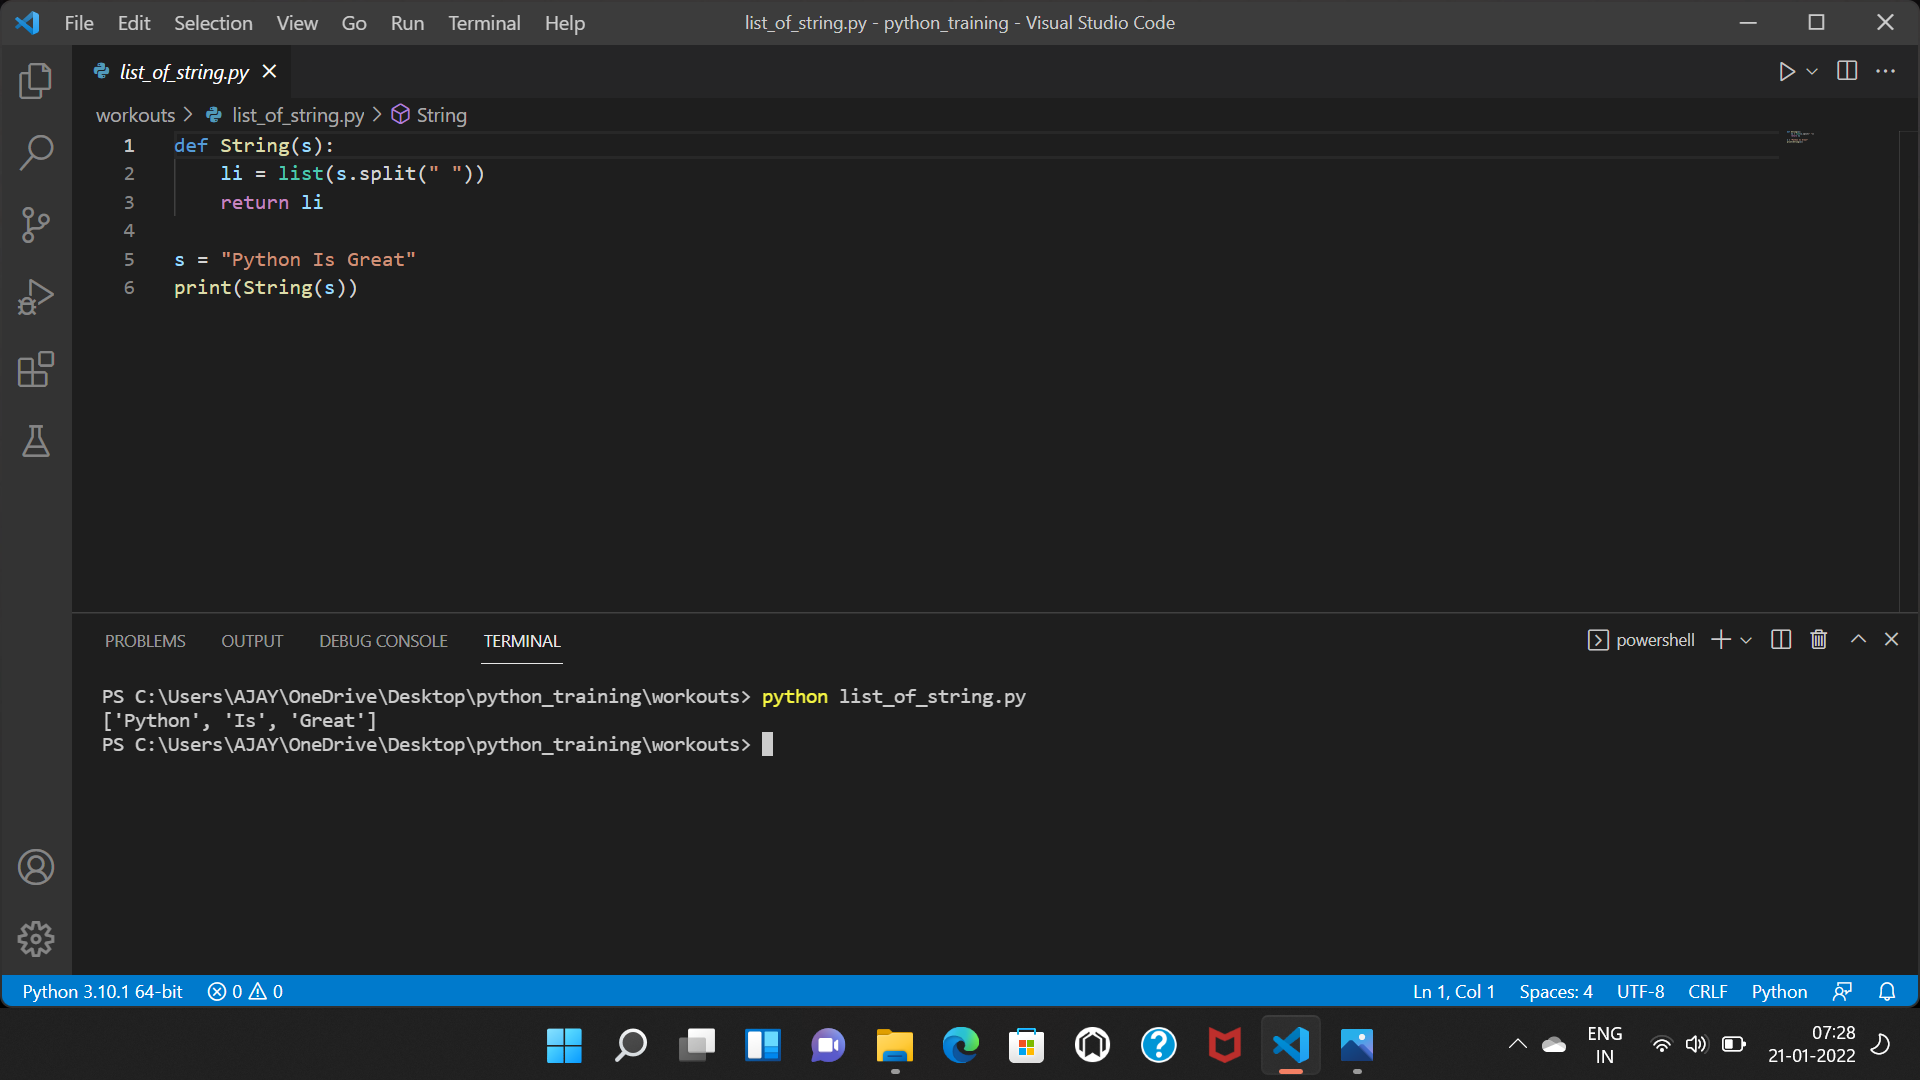 File Edit Selection View Go Run Terminal Help list_of_string.py - python_training - Visual Studio Code
list_of_string.py
workouts > list_of_string.py > String
1 def String(s):
2     li = list(s.split(" "))
3     return li
4
5 s = "Python Is Great"
6 print(String(s))
PROBLEMS OUTPUT DEBUG CONSOLE TERMINAL powershell
PS C:\Users\AJAY\OneDrive\Desktop\python_training\workouts> python list_of_string.py
['Python', 'Is', 'Great']
PS C:\Users\AJAY\OneDrive\Desktop\python_training\workouts>
Python 3.10.1 64-bit 0 0 Ln 1, Col 1 Spaces: 4 UTF-8 CRLF Python
ENG 07:28
IN 21-01-2022